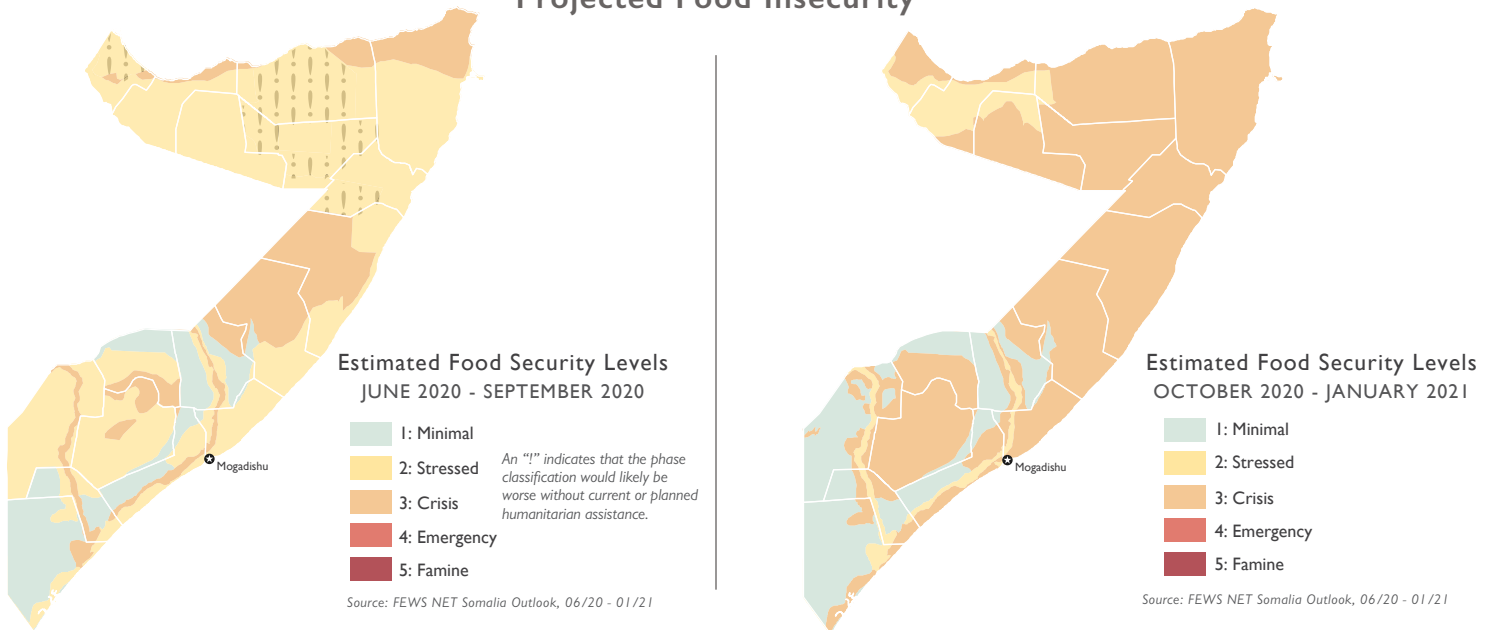 Projected Food Insecurity
Estimated Food Security Levels
JUNE 2020 - SEPTEMBER 2020
1: Minimal
2: Stressed
3: Crisis
4: Emergency
5: Famine
An “!” indicates that the phase
classification would likely be
worse without current or planned
humanitarian assistance.
Mogadishu
Source: FEWS NET Somalia Outlook, 06/20 - 01/21
Estimated Food Security Levels
OCTOBER 2020 - JANUARY 2021
1: Minimal
2: Stressed
3: Crisis
4: Emergency
5: Famine
Mogadishu
Source: FEWS NET Somalia Outlook, 06/20 - 01/21